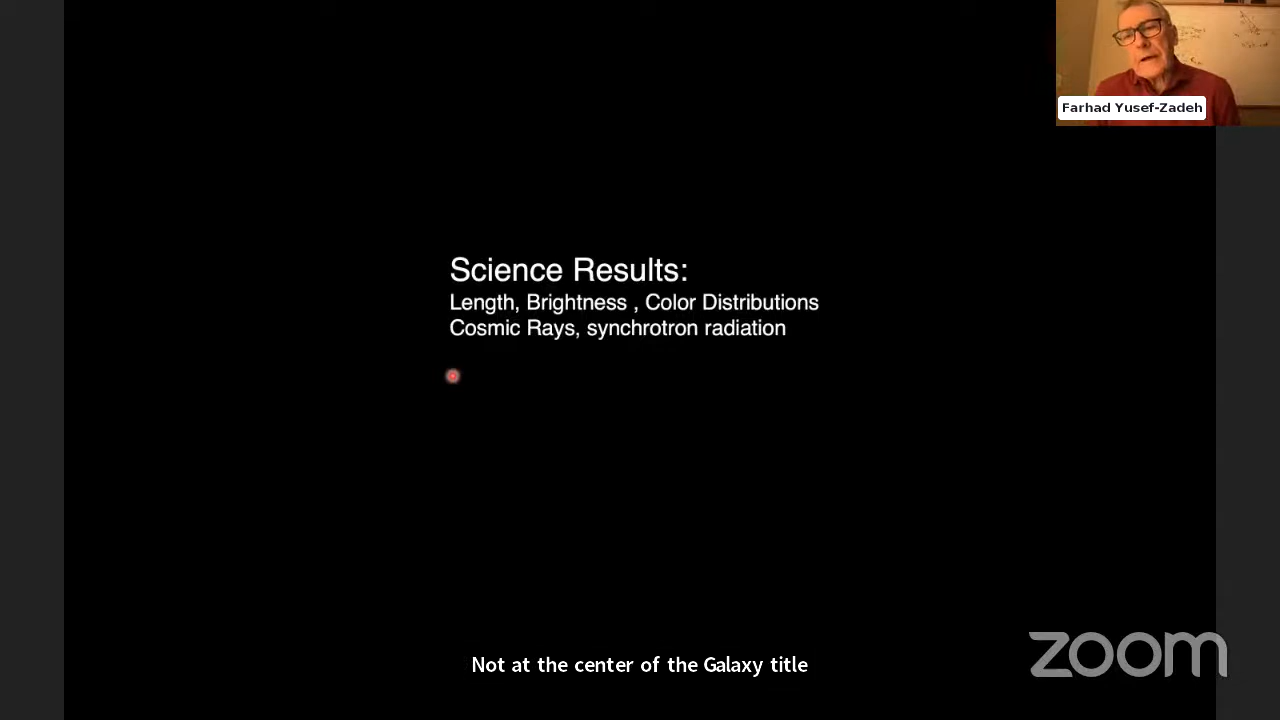 Farhad Yusef-Zadeh
Science Results:
Length, Brightness , Color Distributions
Cosmic Rays, synchrotron radiation
zoom
Not at the center of the Galaxy title